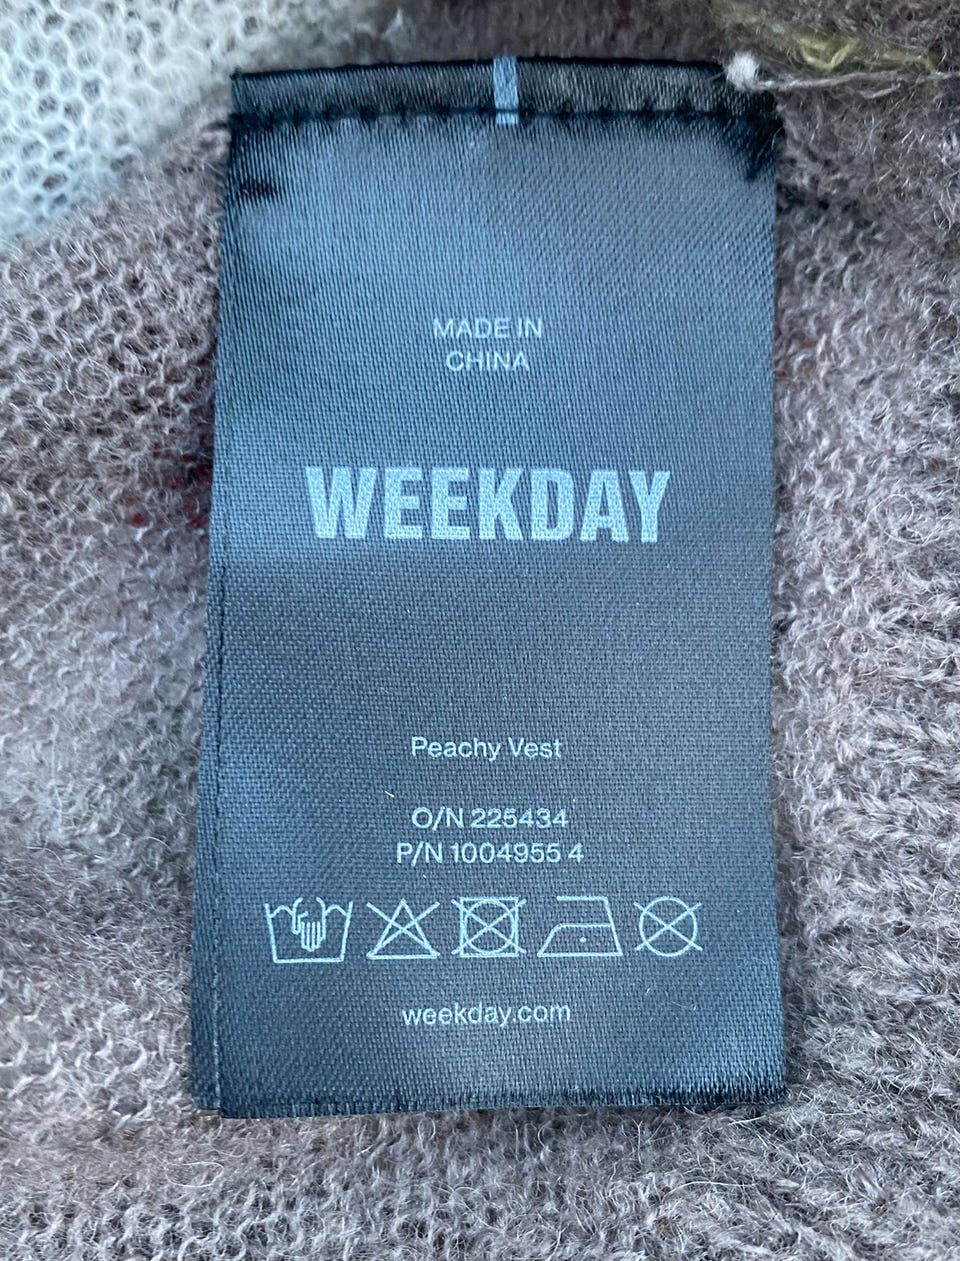 MADE IN
CHINA
WEEKDAY
Peachy Vest
O/N 225434
P/N 1004955 4
weekday.com